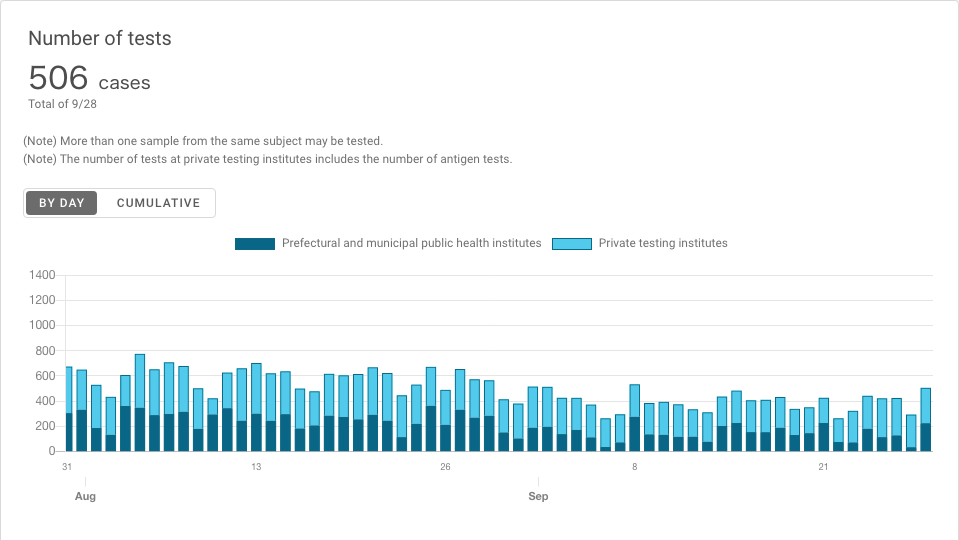 Number of tests
506 cases
Total of 9/28
(Note) More than one sample from the same subject may be tested.
(Note) The number of tests at private testing institutes includes the number of antigen tests.
BY DAY CUMULATIVE
Prefectural and municipal public health institutes Private testing institutes
1400
1200
1000
800
600
400
200
0
31 13 26 8 21
Aug Sep